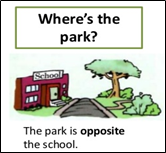 Where's the
park?
School
The park is opposite
the school.